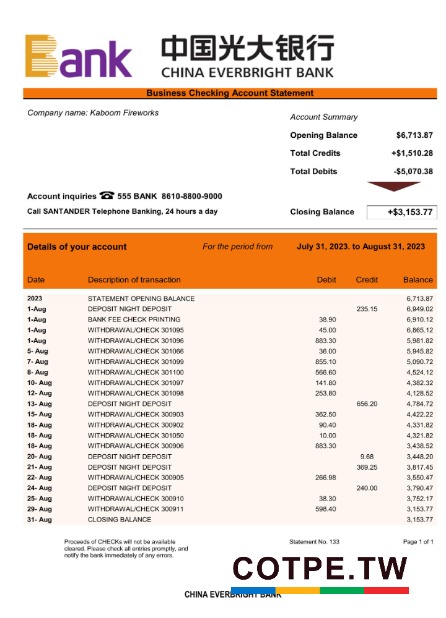 Bank 中国光大银行
CHINA EVERBRIGHT BANK
Business Checking Account Statement
Company name: Kaboom Fireworks
Account Summary
Opening Balance $6,713.87
Total Credits +$1,510.28
Total Debits -$5,070.38
Account inquiries ☎ 555 BANK 8610-8800-9000
Call SANTANDER Telephone Banking, 24 hours a day
Closing Balance +$3,153.77
Details of your account For the period from July 31, 2023. to August 31, 2023
Date Description of transaction Debit Credit Balance
2023 STATEMENT OPENING BALANCE 6,713.87
1-Aug DEPOSIT NIGHT DEPOSIT 235.15 6,949.02
1-Aug BANK FEE CHECK PRINTING 38.90 6,910.12
1-Aug WITHDRAWAL/CHECK 301095 45.00 6,865.12
1-Aug WITHDRAWAL/CHECK 301096 883.30 5,981.82
5- Aug WITHDRAWAL/CHECK 301066 36.00 5,945.82
7- Aug WITHDRAWAL/CHECK 301099 855.10 5,090.72
8- Aug WITHDRAWAL/CHECK 301100 566.60 4,524.12
10- Aug WITHDRAWAL/CHECK 301097 141.80 4,382.32
12- Aug WITHDRAWAL/CHECK 301098 253.80 4,128.52
13- Aug DEPOSIT NIGHT DEPOSIT 656.20 4,784.72
15- Aug WITHDRAWAL/CHECK 300903 362.50 4,422.22
18- Aug WITHDRAWAL/CHECK 300902 90.40 4,331.82
18- Aug WITHDRAWAL/CHECK 301050 10.00 4,321.82
18- Aug WITHDRAWAL/CHECK 300906 883.30 3,438.52
20- Aug DEPOSIT NIGHT DEPOSIT 9.68 3,448.20
21- Aug DEPOSIT NIGHT DEPOSIT 369.25 3,817.45
22- Aug WITHDRAWAL/CHECK 300905 266.98 3,550.47
24- Aug DEPOSIT NIGHT DEPOSIT 240.00 3,790.47
25- Aug WITHDRAWAL/CHECK 300910 38.30 3,752.17
29- Aug WITHDRAWAL/CHECK 300911 598.40 3,153.77
31- Aug CLOSING BALANCE 3,153.77
Proceeds of CHECKs will not be available
cleared. Please check all entries promptly, and
notify the bank immediately of any errors.
Statement No. 133 Page 1 of 1
COTPE.TW
CHINA EVERBRIGHT BANK